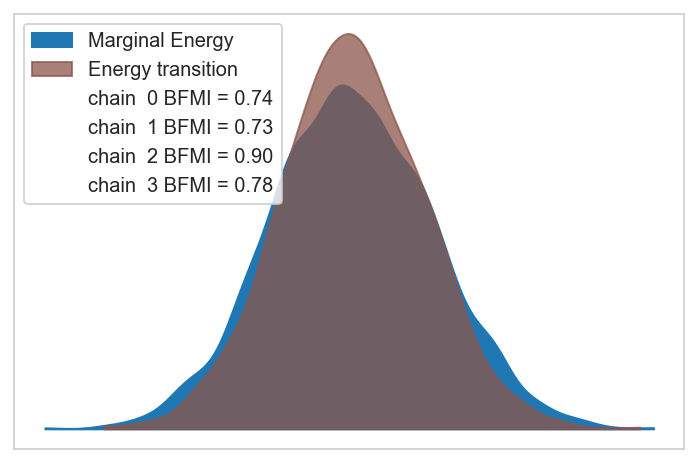 Marginal Energy
Energy transition
chain  0 BFMI = 0.74
chain  1 BFMI = 0.73
chain  2 BFMI = 0.90
chain  3 BFMI = 0.78